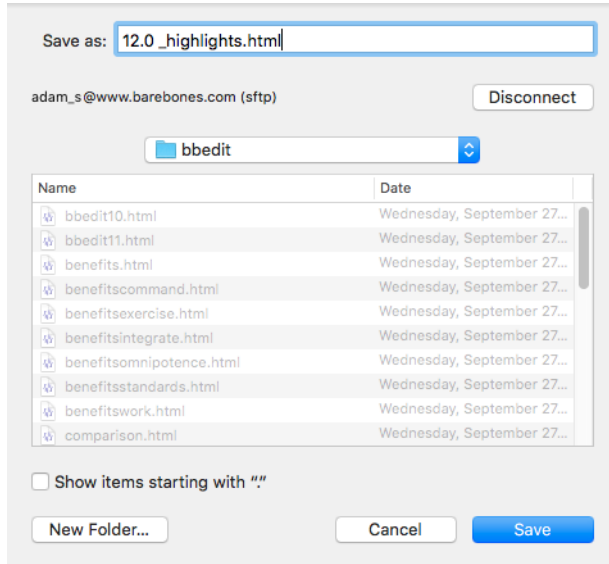 Save as: 12.0 _highlights.html
adam_s@www.barebones.com (sftp) Disconnect
bbedit
Name Date
bbedit10.html Wednesday, September 27...
bbedit11.html Wednesday, September 27...
benefits.html Wednesday, September 27...
benefitscommand.html Wednesday, September 27...
benefitsexercise.html Wednesday, September 27...
benefitsintegrate.html Wednesday, September 27...
benefitsomnipotence.html Wednesday, September 27...
benefitsstandards.html Wednesday, September 27...
benefitswork.html Wednesday, September 27...
comparison.html Wednesday, September 27...
Show items starting with “.”
New Folder... Cancel Save